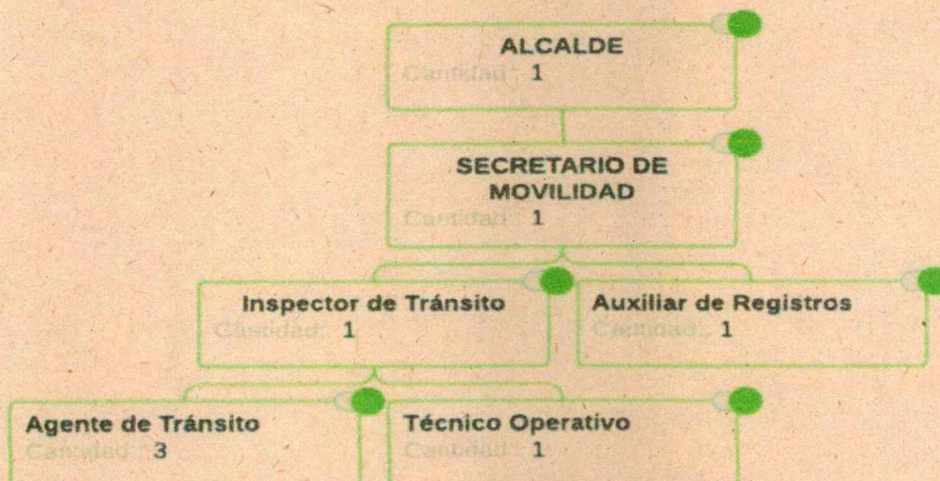 ALCALDE
Cantidad: 1
SECRETARIO DE
MOVILIDAD
Cantidad: 1
Inspector de Tránsito
Cantidad: 1
Auxiliar de Registros
Cantidad: 1
Agente de Tránsito
Cantidad: 3
Técnico Operativo
Cantidad: 1